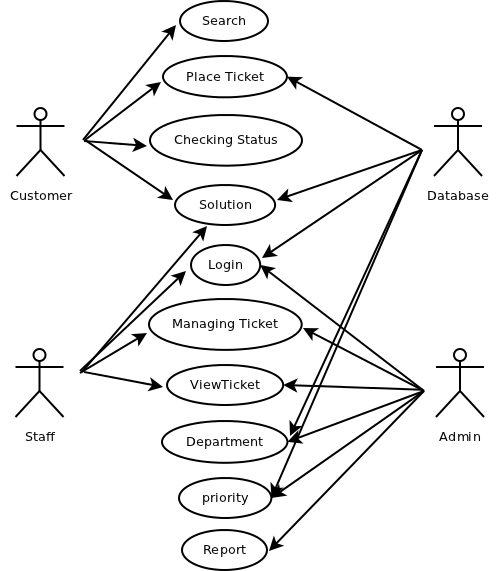 Search
Place Ticket
Checking Status
Customer
Database
Solution
Login
Managing Ticket
ViewTicket
Staff
Admin
Department
priority
Report